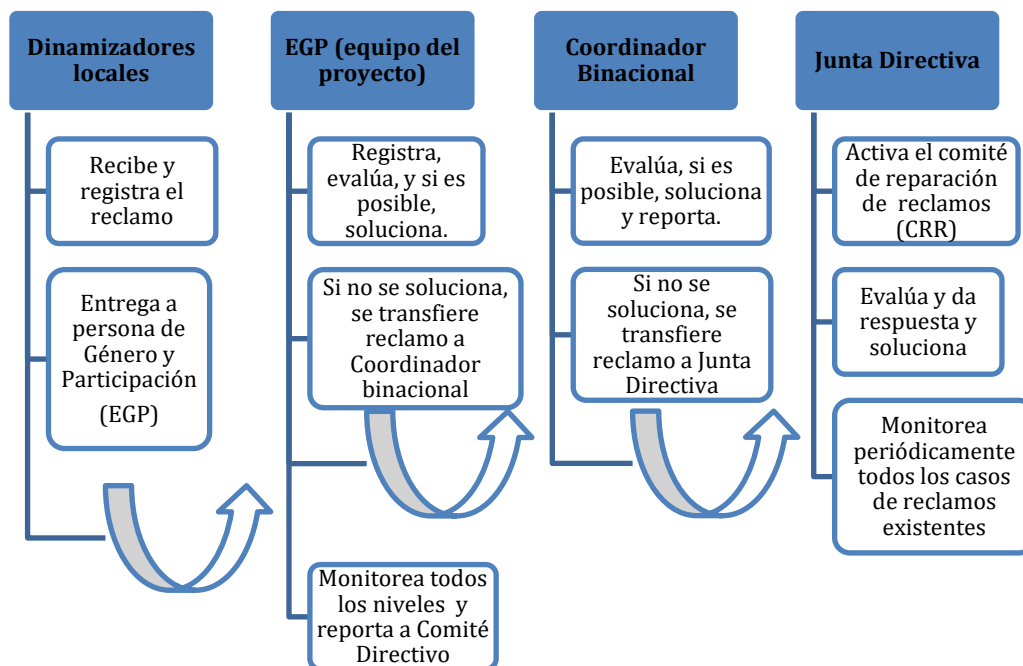 Dinamizadores
locales
Recibe y
registra el
reclamo
Entrega a
persona de
Género y
Participación
(EGP)
EGP (equipo del
proyecto)
Registra,
evalúa, y si es
posible,
soluciona.
Si no se soluciona,
se transfiere
reclamo a
Coordinador
binacional
Monitorea todos
los niveles y
reporta a Comité
Directivo
Coordinador
Binacional
Evalúa, si es
posible, soluciona
y reporta.
Si no se
soluciona, se
transfiere
reclamo a Junta
Directiva
Junta Directiva
Activa el comité
de reparación
de reclamos
(CRR)
Evalúa y da
respuesta y
soluciona
Monitorea
periódicamente
todos los casos
de reclamos
existentes